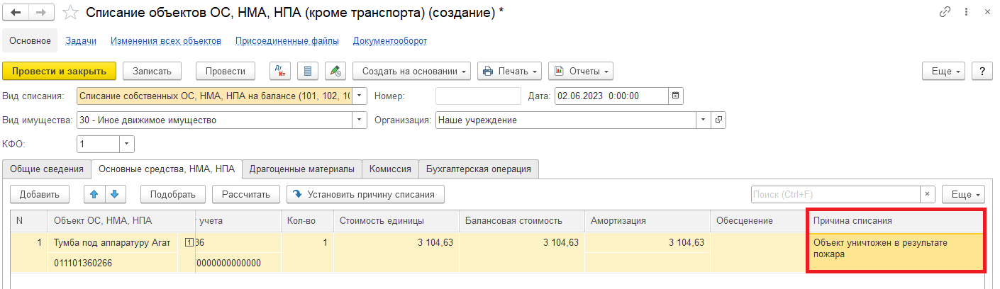 Списание объектов ОС, НМА, НПА (кроме транспорта) (создание) *
Основное Задачи Изменения всех объектов Присоединенные файлы Документооборот
Провести и закрыть Записать Провести Дт Кт Создать на основании Печать Отчеты Еще ?
Вид списания: Списание собственных ОС, НМА, НПА на балансе (101, 102, 10 Номер: Дата: 02.06.2023 0:00:00
Вид имущества: 30 - Иное движимое имущество Организация: Наше учреждение
КФО: 1
Общие сведения Основные средства, НМА, НПА Драгоценные материалы Комиссия Бухгалтерская операция
Добавить Подобрать Рассчитать Установить причину списания Поиск (Ctrl+F) × Еще
N Объект ОС, НМА, НПА учета Кол-во Стоимость единицы Балансовая стоимость Амортизация Обесценение Причина списания
1 Тумба под аппаратуру Агат 1 36 1 3 104,63 3 104,63 3 104,63 Объект уничтожен в результате
пожара
011101360266 0000000000000